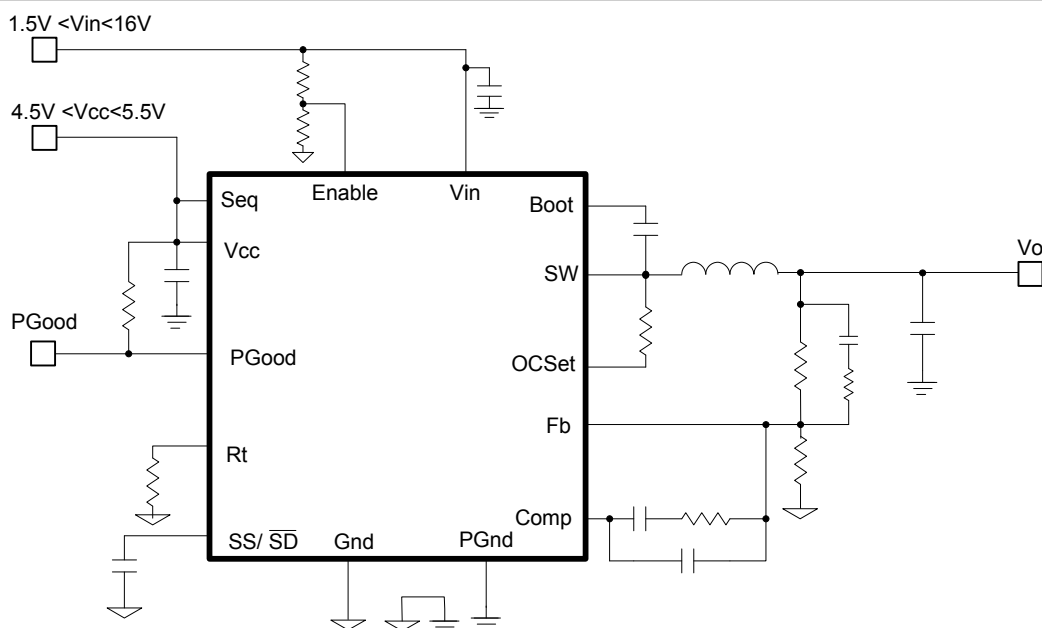 1.5V <Vin<16V
4.5V <Vcc<5.5V
Enable
Vin
Seq
Boot
Vcc
SW
Vo
PGood
PGood
OCSet
Fb
Rt
Comp
SS/ SD
Gnd
PGnd